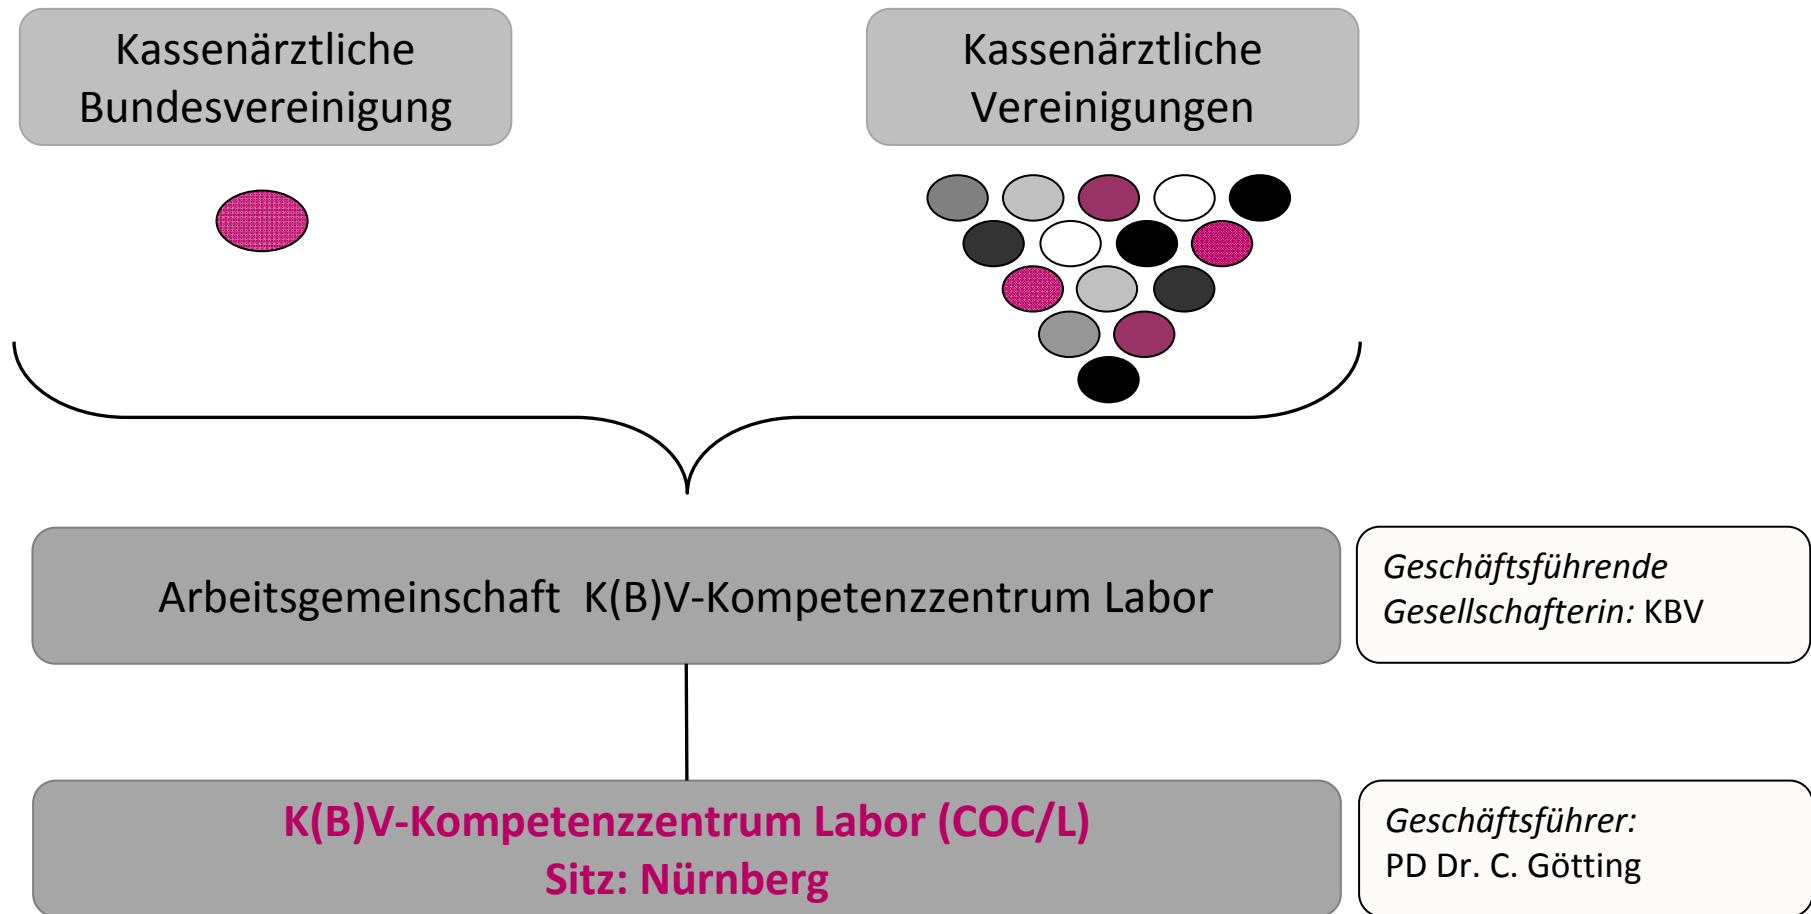 Kassenärztliche
Bundesvereinigung
Kassenärztliche
Vereinigungen
Arbeitsgemeinschaft K(B)V-Kompetenzzentrum Labor
Geschäftsführende
Gesellschafterin: KBV
K(B)V-Kompetenzzentrum Labor (COC/L)
Sitz: Nürnberg
Geschäftsführer:
PD Dr. C. Götting